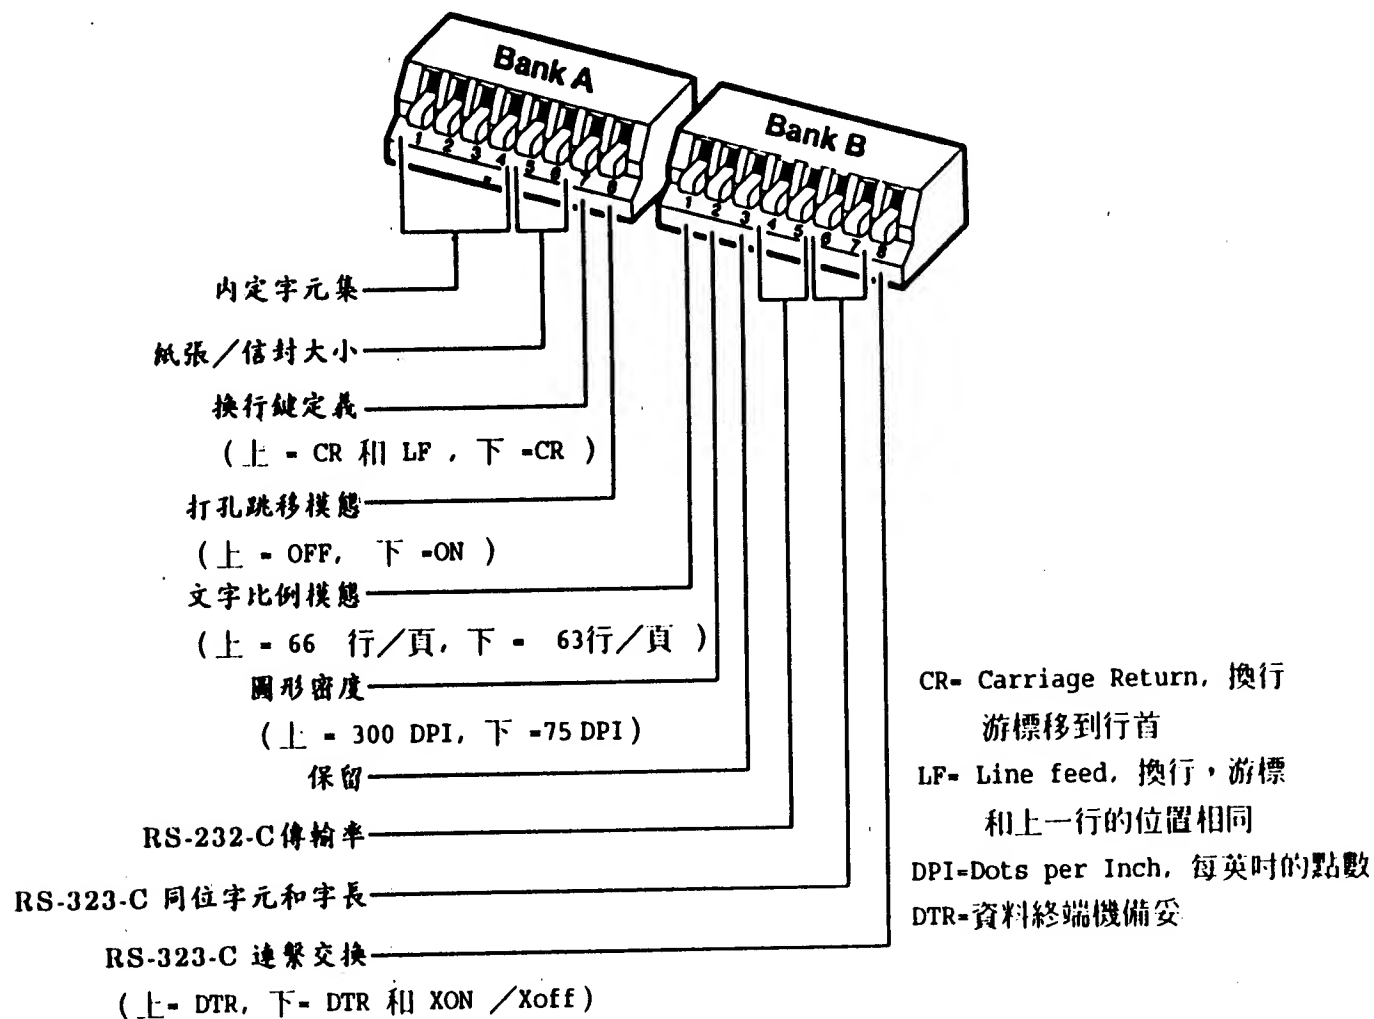 Bank A
1 2 3 4 5 6 7 8
Bank B
1 2 3 4 5 6 7 8
內定字元集
紙張／信封大小
換行鍵定義
(上 = CR 和 LF , 下 =CR )
打孔跳移模態
(上 = OFF, 下 =ON )
文字比例模態
(上 = 66 行／頁, 下 = 63行／頁 )
圖形密度
(上 = 300 DPI, 下 =75 DPI)
保留
RS-232-C傳輸率
RS-323-C 同位字元和字長
RS-323-C 連繫交換
(上= DTR, 下= DTR 和 XON ／Xoff)
CR= Carriage Return, 換行
游標移到行首
LF= Line feed, 換行，游標
和上一行的位置相同
DPI=Dots per Inch, 每英吋的點數
DTR=資料終端機備妥